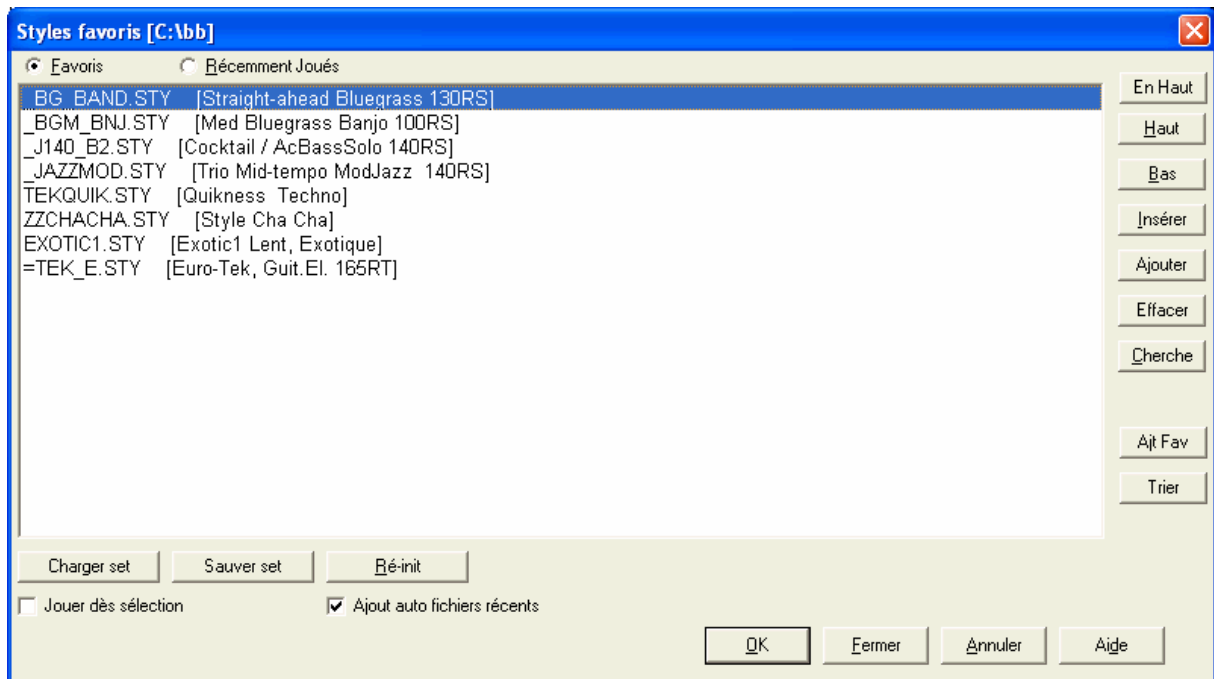 Styles favoris [C:\bb]
Favoris Récemment Joués
_BG_BAND.STY [Straight-ahead Bluegrass 130RS]
_BGM_BNJ.STY [Med Bluegrass Banjo 100RS]
_J140_B2.STY [Cocktail / AcBassSolo 140RS]
_JAZZMOD.STY [Trio Mid-tempo ModJazz 140RS]
TEKQUIK.STY [Quikness Techno]
ZZCHACHA.STY [Style Cha Cha]
EXOTIC1.STY [Exotic1 Lent, Exotique]
=TEK_E.STY [Euro-Tek, Guit.El. 165RT]
En Haut
Haut
Bas
Insérer
Ajouter
Effacer
Cherche
Ajt Fav
Trier
Charger set Sauver set Ré-init
Jouer dès sélection Ajout auto fichiers récents
OK Fermer Annuler Aide